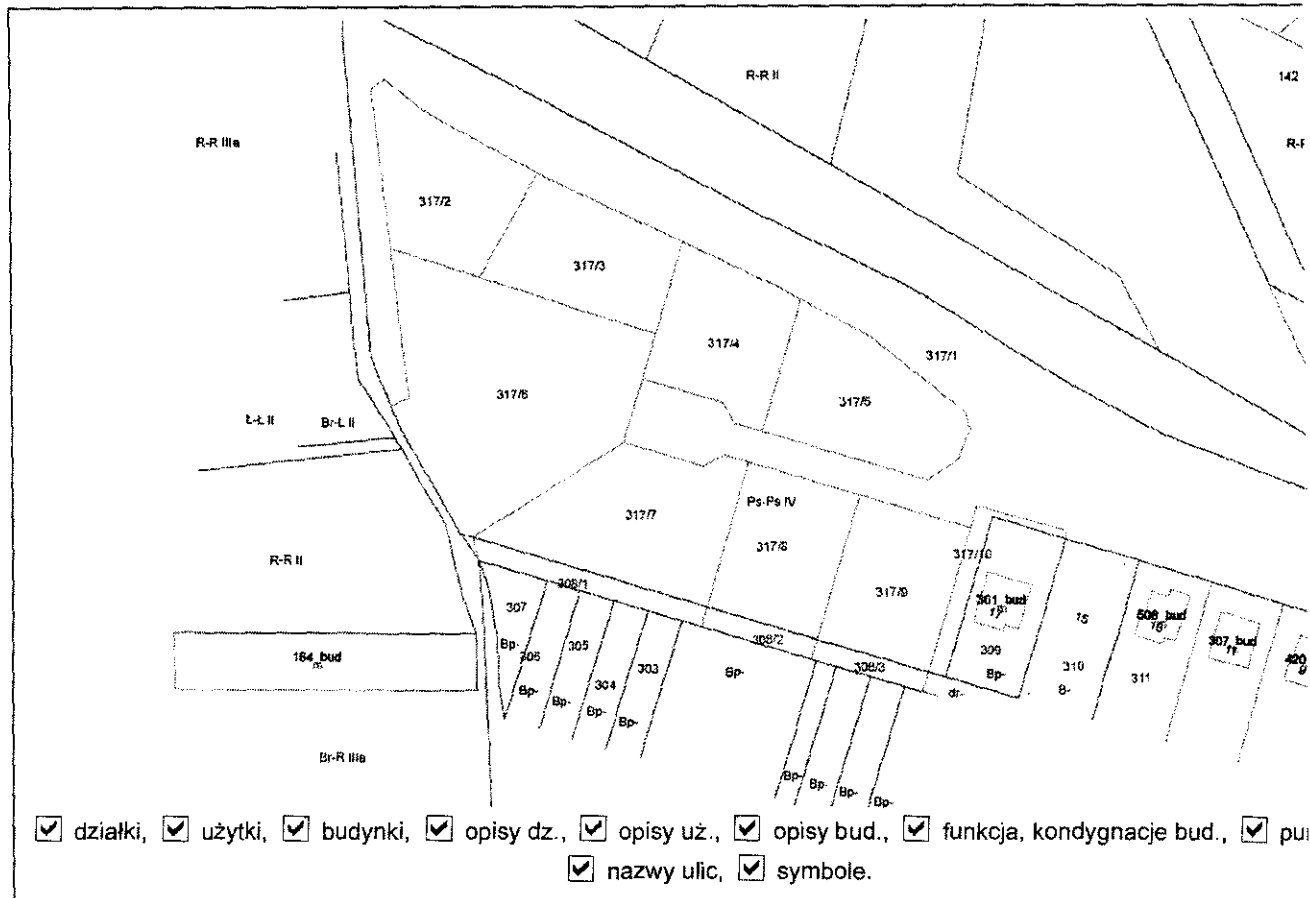 R-R II
142
R-R IIIa
317/2
317/3
317/4
317/1
317/6
317/5
Ł-Ł II
Br-Ł II
Ps-Ps IV
317/7
317/10
R-R II
317/9
308/1
307
15
309
310
311
305
306
304
303
308/2
308/3
Bp-
Bp-
Bp-
Bp-
Bp-
Bp-
Bp-
dr-
B-
164_bud
m
508_bud
307_bud
420
9
Br-R IIIa
Bp-
Bp-
Bp-
Bp-
działki, użytki, budynki, opisy dz., opisy uż., opisy bud., funkcja, kondygnacje bud.,
nazwy ulic, symbole.